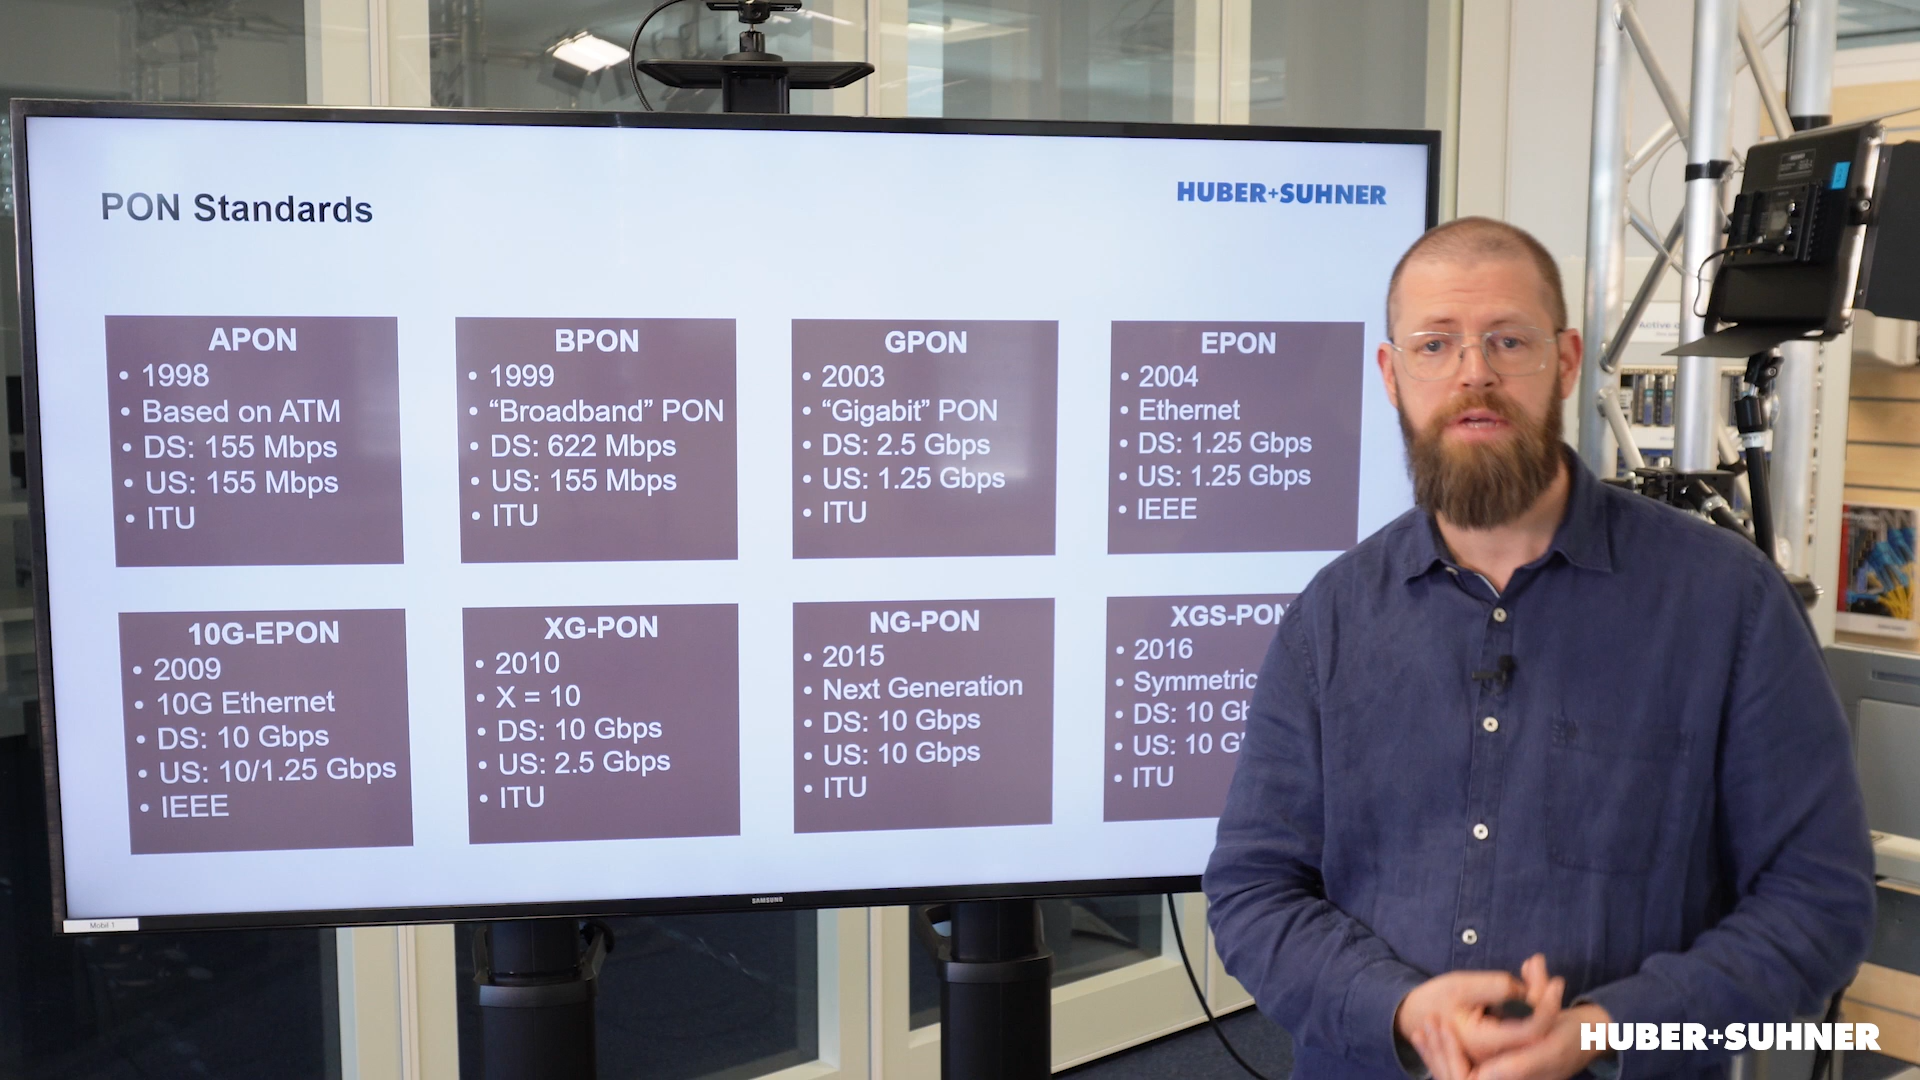 PON Standards
HUBER+SUHNER
APON
• 1998
• Based on ATM
• DS: 155 Mbps
• US: 155 Mbps
• ITU
BPON
• 1999
• “Broadband” PON
• DS: 622 Mbps
• US: 155 Mbps
• ITU
GPON
• 2003
• “Gigabit” PON
• DS: 2.5 Gbps
• US: 1.25 Gbps
• ITU
EPON
• 2004
• Ethernet
• DS: 1.25 Gbps
• US: 1.25 Gbps
• IEEE
10G-EPON
• 2009
• 10G Ethernet
• DS: 10 Gbps
• US: 10/1.25 Gbps
• IEEE
XG-PON
• 2010
• X = 10
• DS: 10 Gbps
• US: 2.5 Gbps
• ITU
NG-PON
• 2015
• Next Generation
• DS: 10 Gbps
• US: 10 Gbps
• ITU
XGS-PON
• 2016
• Symmetric
• DS: 10 Gb
• US: 10 G
• ITU
SAMSUNG
Mobil 1
Active
HUBER+SUHNER